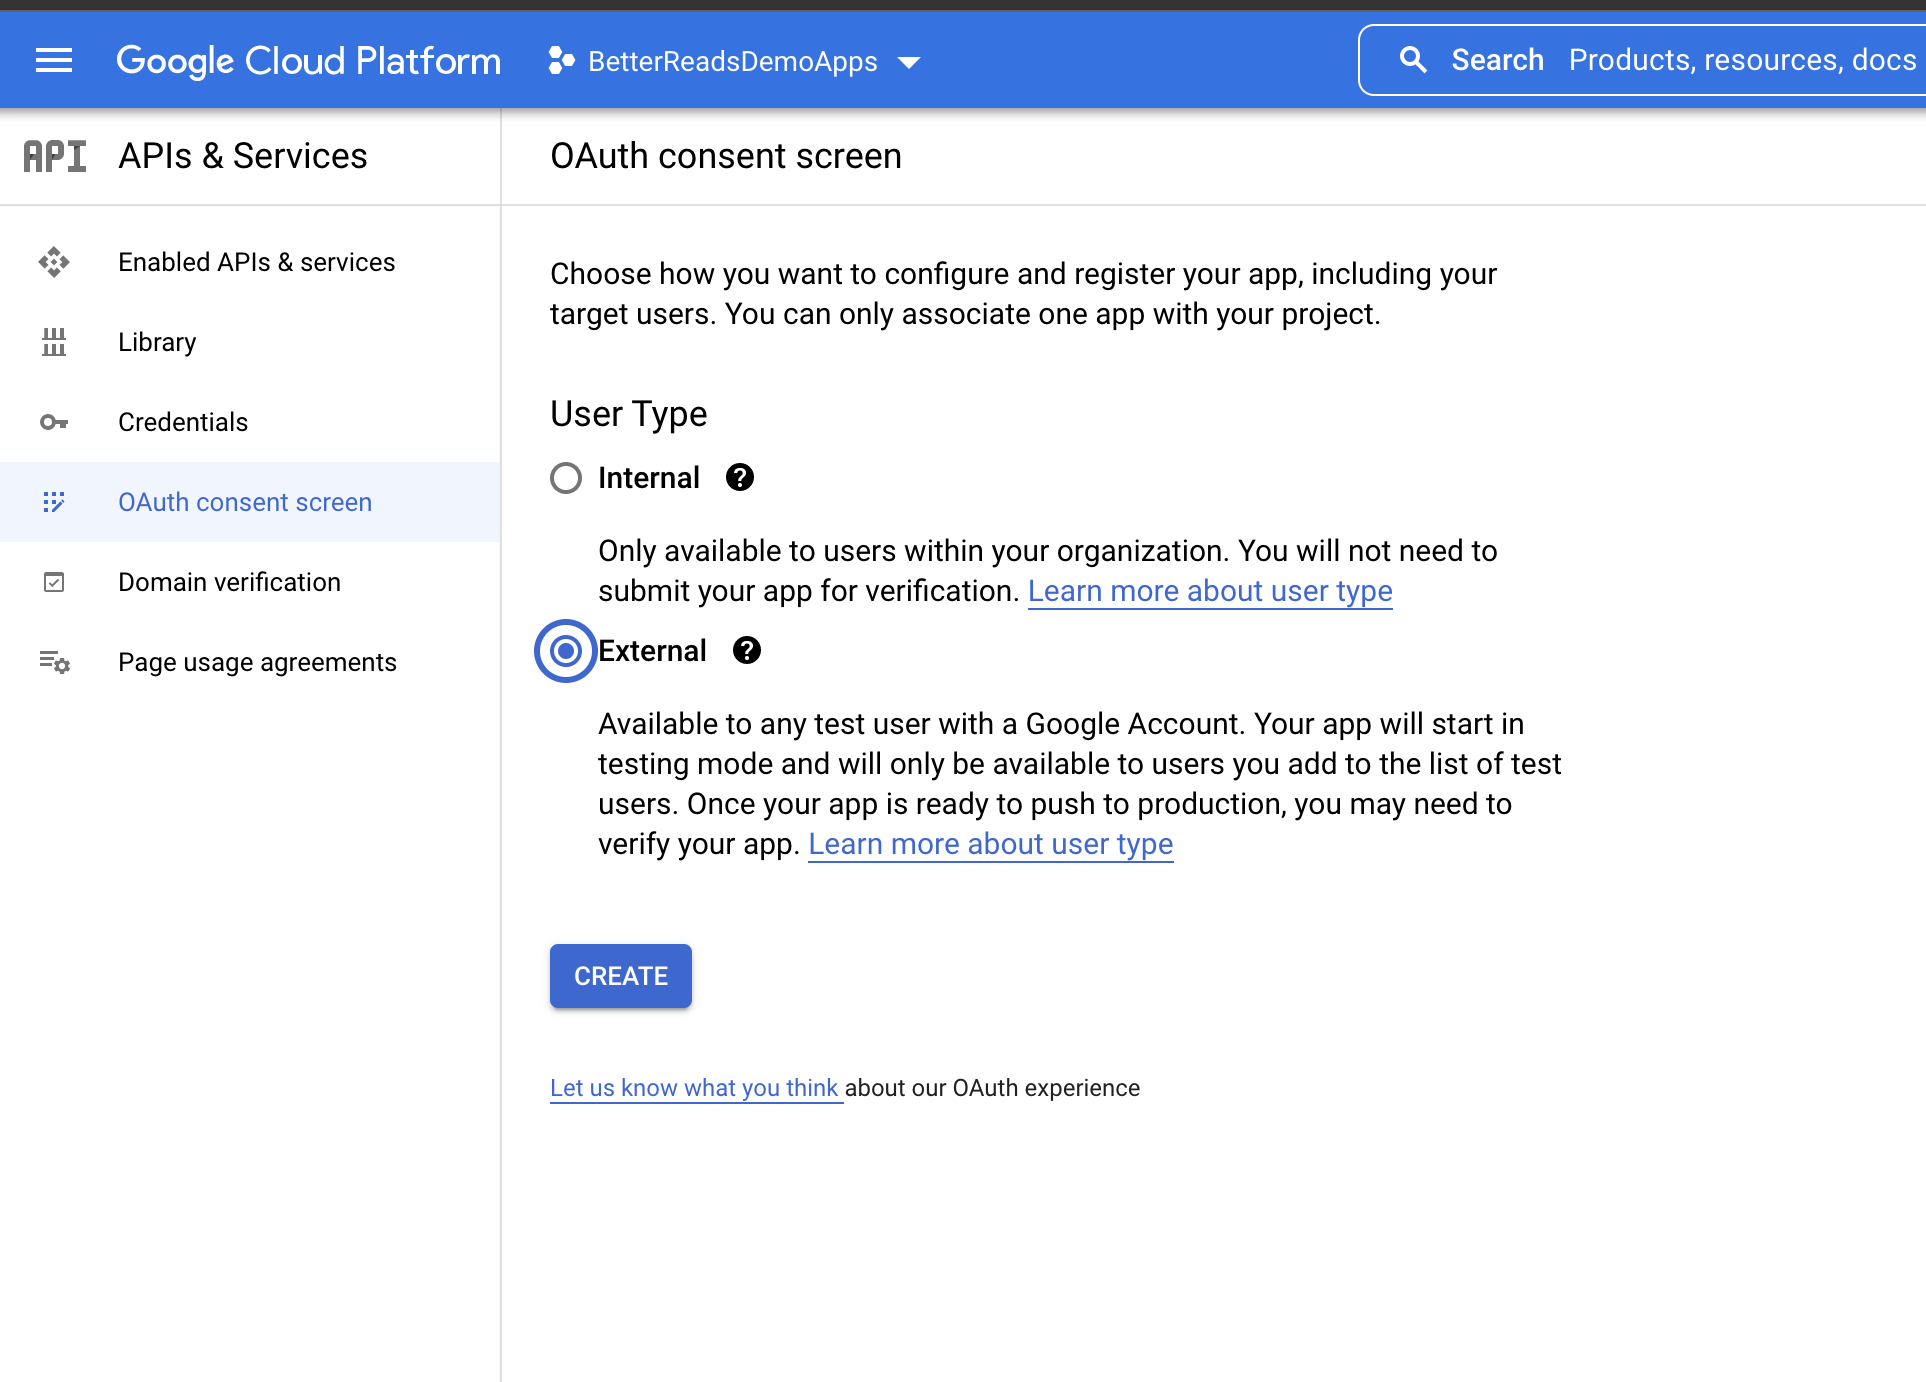 Google Cloud Platform
BetterReadsDemoApps
Search Products, resources, docs
API APIs & Services
OAuth consent screen
Enabled APIs & services
Library
Credentials
OAuth consent screen
Domain verification
Page usage agreements
Choose how you want to configure and register your app, including your
target users. You can only associate one app with your project.
User Type
Internal
Only available to users within your organization. You will not need to
submit your app for verification. Learn more about user type
External
Available to any test user with a Google Account. Your app will start in
testing mode and will only be available to users you add to the list of test
users. Once your app is ready to push to production, you may need to
verify your app. Learn more about user type
CREATE
Let us know what you think about our OAuth experience